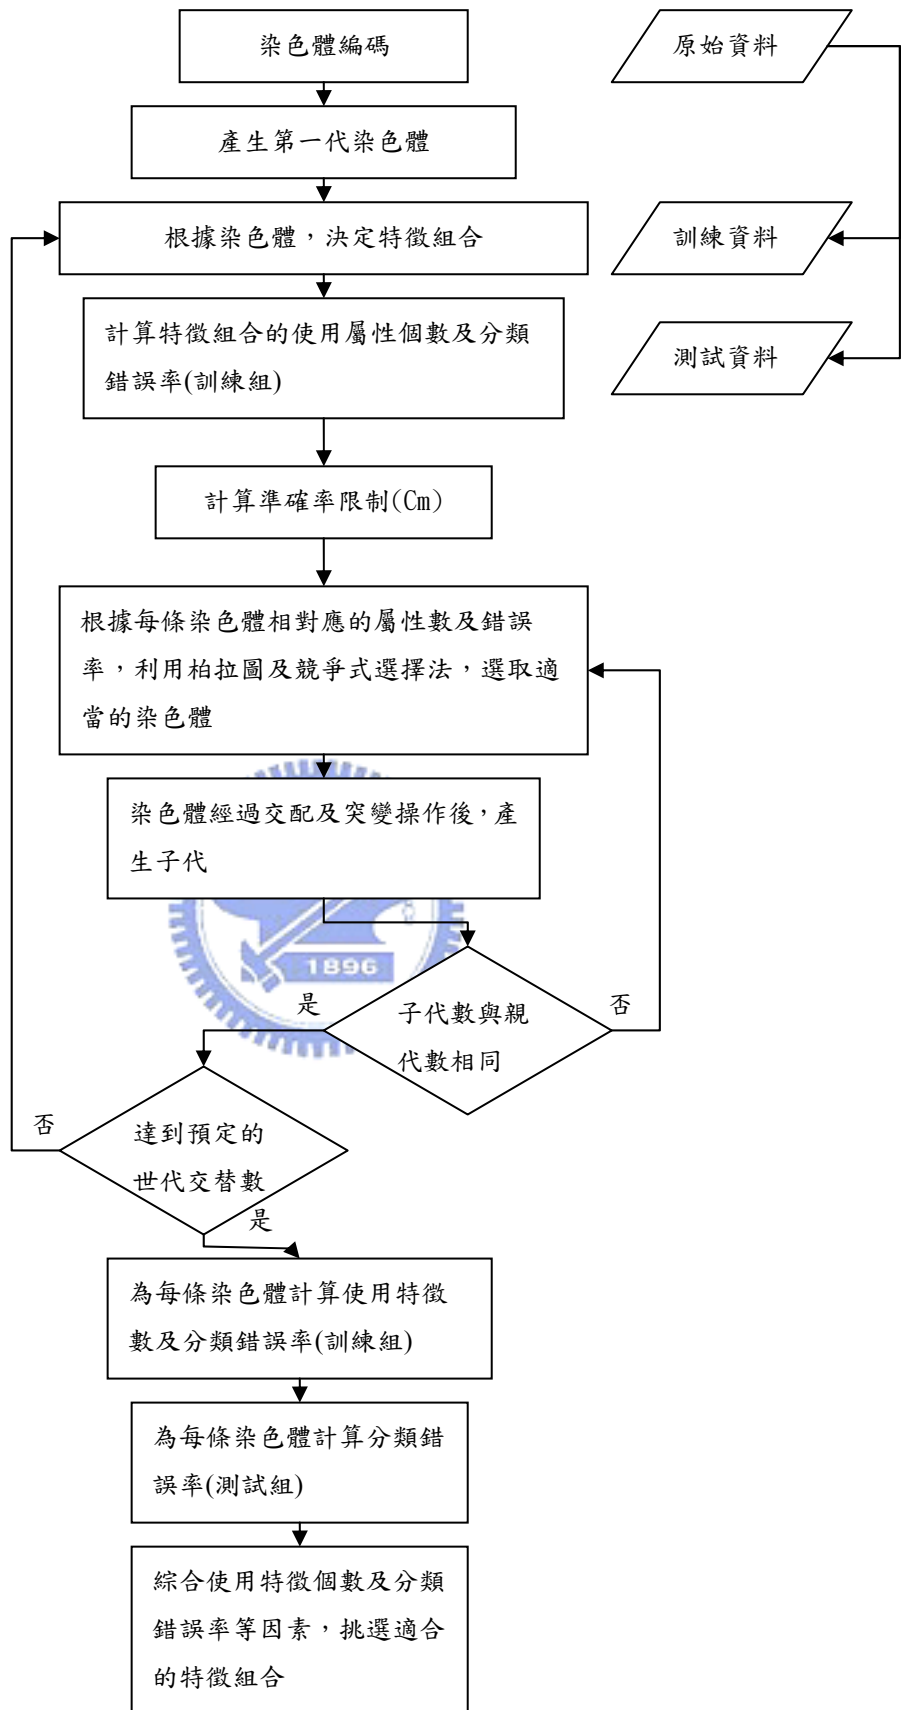 染色體編碼
原始資料
產生第一代染色體
根據染色體，決定特徵組合
訓練資料
計算特徵組合的使用屬性個數及分類
錯誤率(訓練組)
測試資料
計算準確率限制(Cm)
根據每條染色體相對應的屬性數及錯誤
率，利用柏拉圖及競爭式選擇法，選取適
當的染色體
染色體經過交配及突變操作後，產
生子代
1896
是
子代數與親
代數相同
否
否
達到預定的
世代交替數
是
為每條染色體計算使用特徵
數及分類錯誤率(訓練組)
為每條染色體計算分類錯
誤率(測試組)
綜合使用特徵個數及分類
錯誤率等因素，挑選適合
的特徵組合